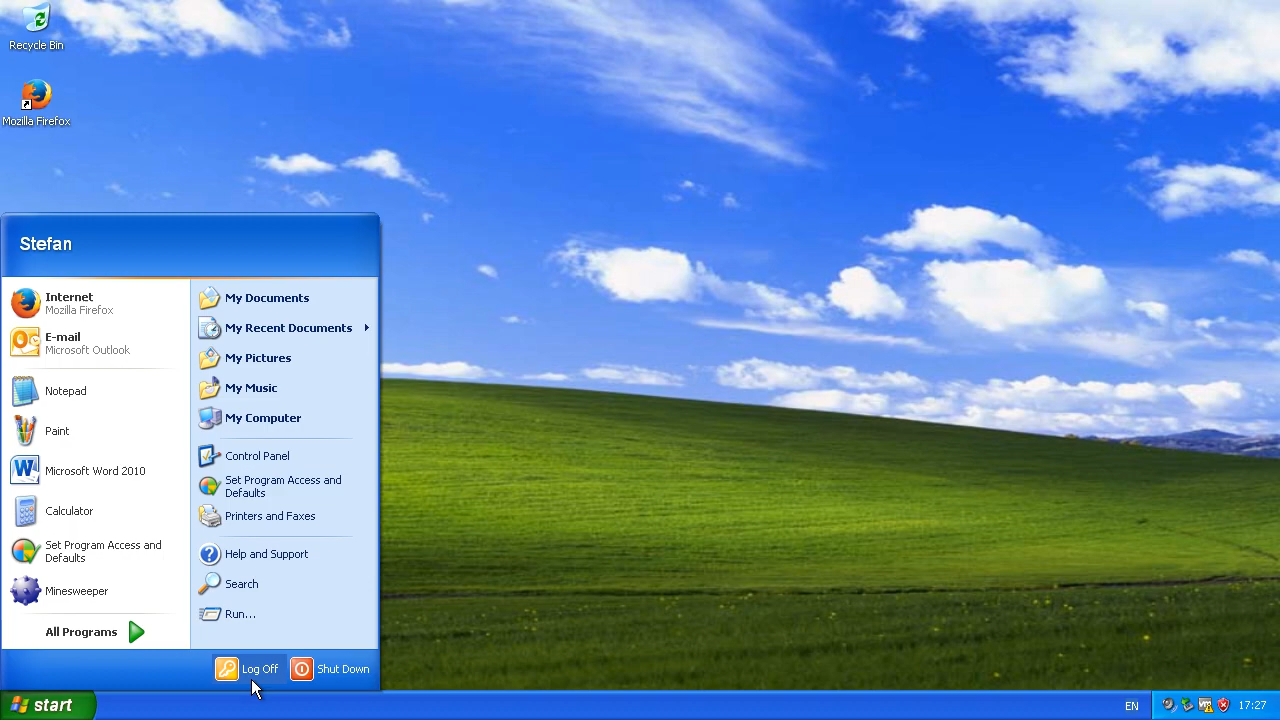 Recycle Bin
Mozilla Firefox
Stefan
Internet
Mozilla Firefox
E-mail
Microsoft Outlook
Notepad
Paint
Microsoft Word 2010
Calculator
Set Program Access and
Defaults
Minesweeper
All Programs
My Documents
My Recent Documents
My Pictures
My Music
My Computer
Control Panel
Set Program Access and
Defaults
Printers and Faxes
Help and Support
Search
Run...
Log Off
Shut Down
start
EN
17:27